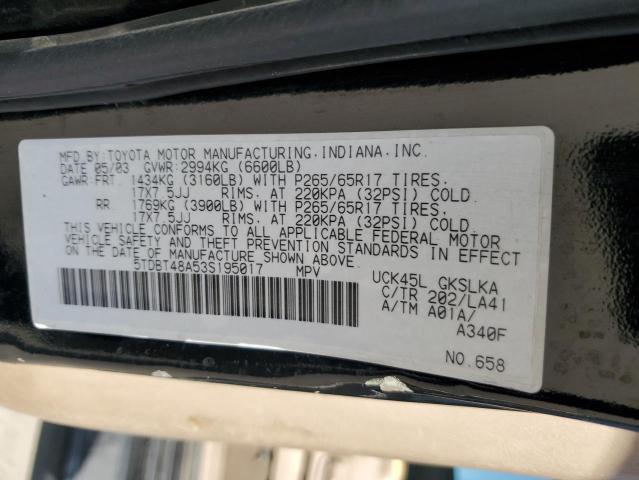 MFD.BY:TOYOTA MOTOR MANUFACTURING,INDIANA,INC.
DATE 05/03 GVWR:2994KG (6600LB)
GAWR:FRT. 1434KG (3160LB) WITH P265/65R17 TIRES,
17X7.5JJ RIMS, AT 220KPA (32PSI) COLD
RR 1769KG (3900LB) WITH P265/65R17 TIRES,
17X7.5JJ RIMS, AT 220KPA (32PSI) COLD.
THIS VEHICLE CONFORMS TO ALL APPLICABLE FEDERAL MOTOR
VEHICLE SAFETY AND THEFT PREVENTION STANDARDS IN EFFECT
ON THE DATE OF MANUFACTURE SHOWN ABOVE.
5TDBT48A53S195017 MPV
UCK45L GKSLKA
C/TR 202/LA41
A/TM A01A/
A340F
NO.658